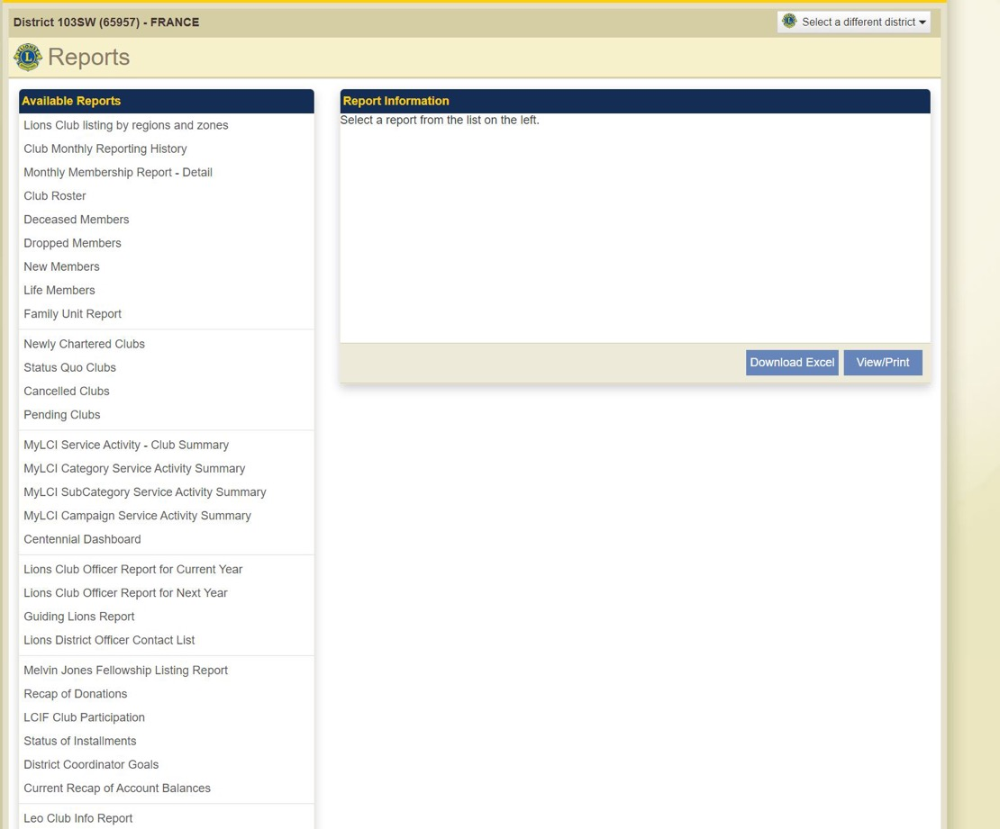 District 103SW (65957) - FRANCE
Select a different district
Reports
Available Reports
Lions Club listing by regions and zones
Club Monthly Reporting History
Monthly Membership Report - Detail
Club Roster
Deceased Members
Dropped Members
New Members
Life Members
Family Unit Report
Newly Chartered Clubs
Status Quo Clubs
Cancelled Clubs
Pending Clubs
MyLCI Service Activity - Club Summary
MyLCI Category Service Activity Summary
MyLCI SubCategory Service Activity Summary
MyLCI Campaign Service Activity Summary
Centennial Dashboard
Lions Club Officer Report for Current Year
Lions Club Officer Report for Next Year
Guiding Lions Report
Lions District Officer Contact List
Melvin Jones Fellowship Listing Report
Recap of Donations
LCIF Club Participation
Status of Installments
District Coordinator Goals
Current Recap of Account Balances
Leo Club Info Report
Report Information
Select a report from the list on the left.
Download Excel
View/Print